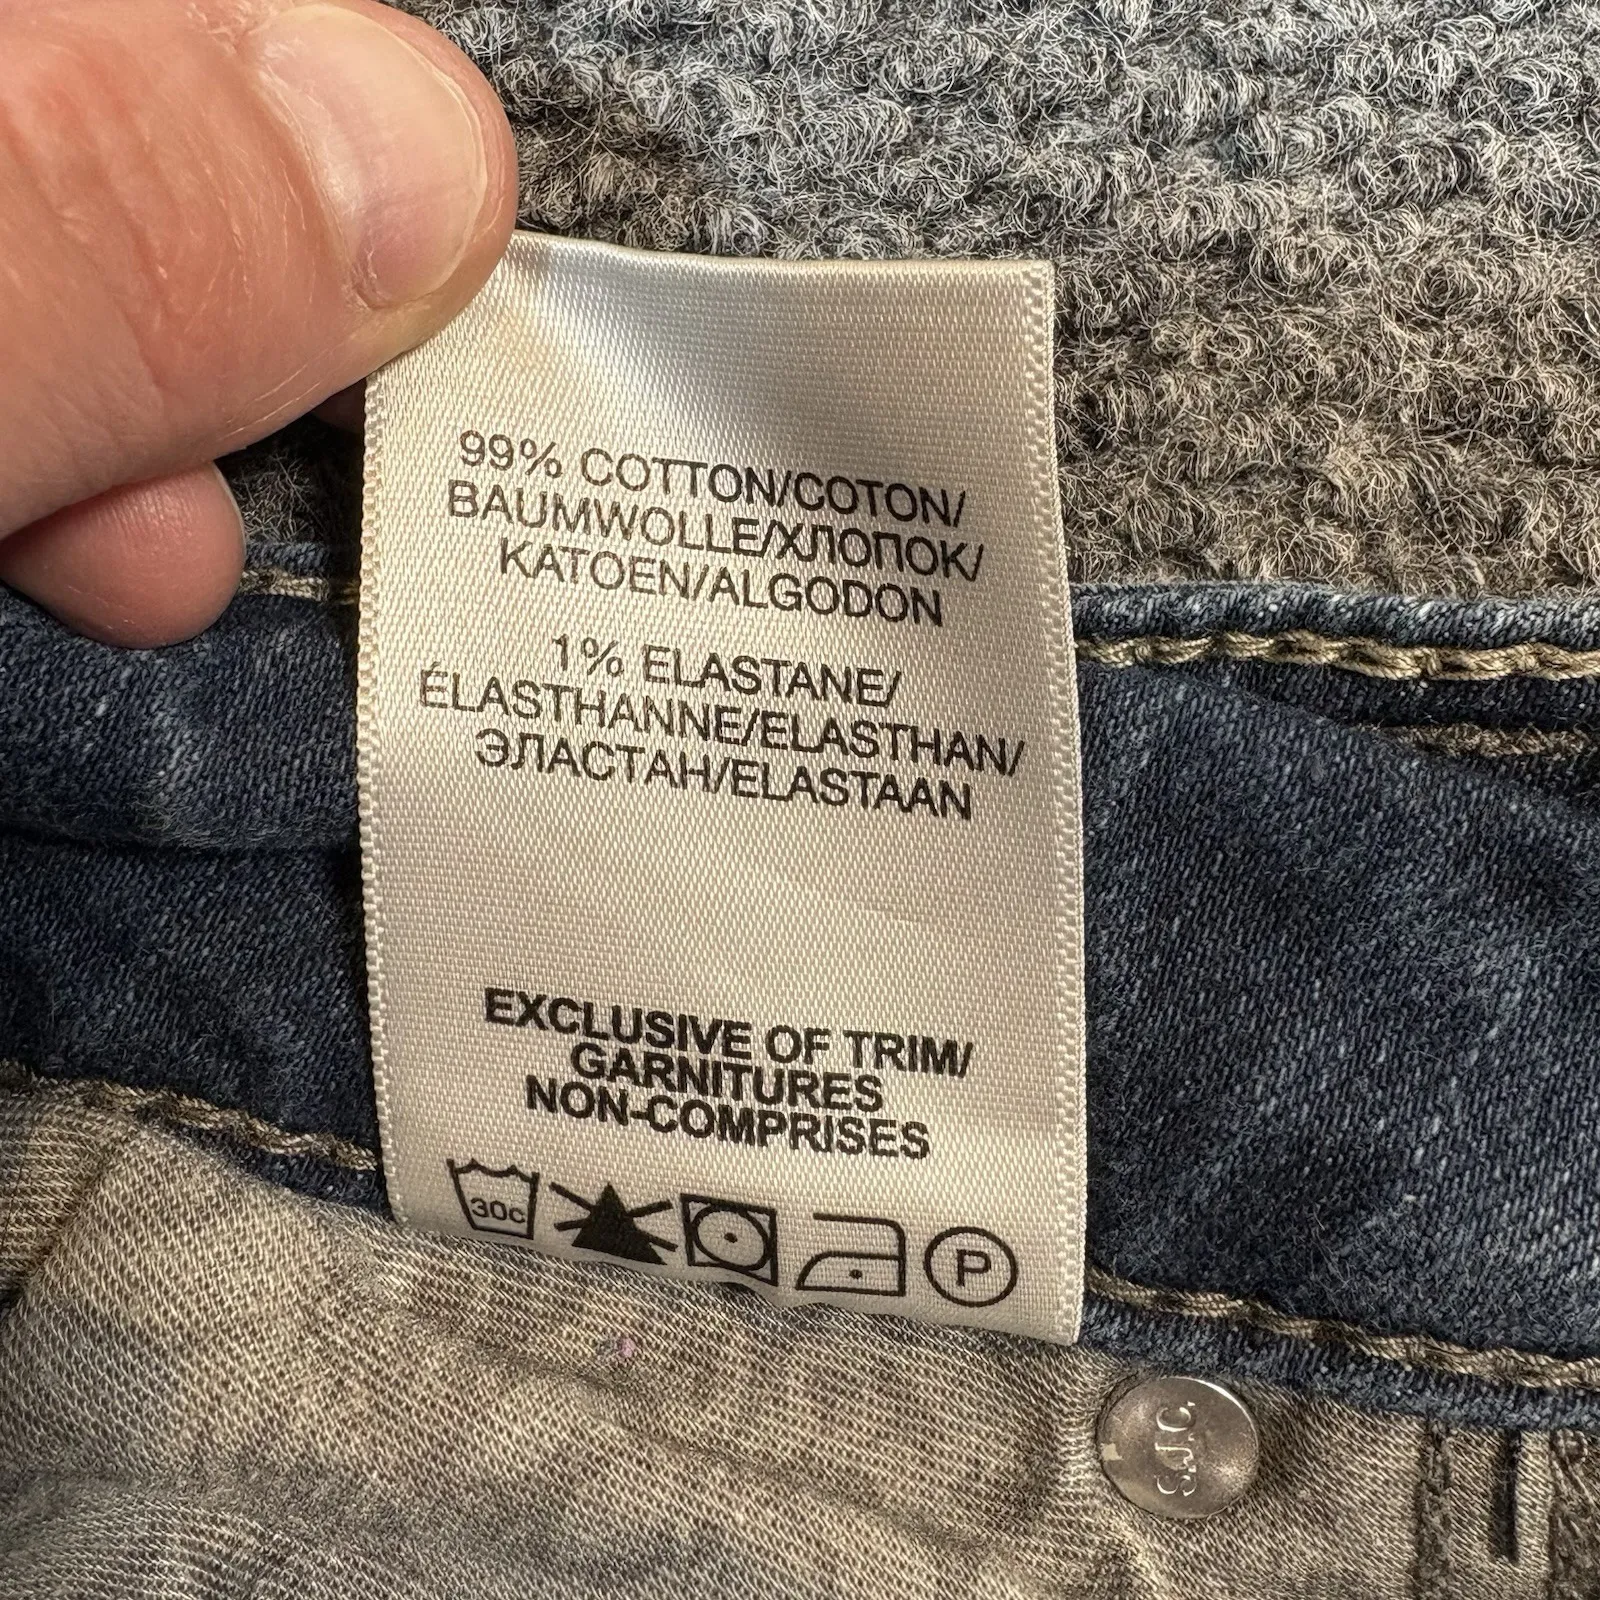 99% COTTON/COTON/
BAUMWOLLE/ХЛОПОК/
KATOEN/ALGODON
1% ELASTANE/
ÉLASTHANNE/ELASTHAN/
ЭЛАСТАН/ELASTAAN
EXCLUSIVE OF TRIM/
GARNITURES
NON-COMPRISES
30c
P
S.J.C.